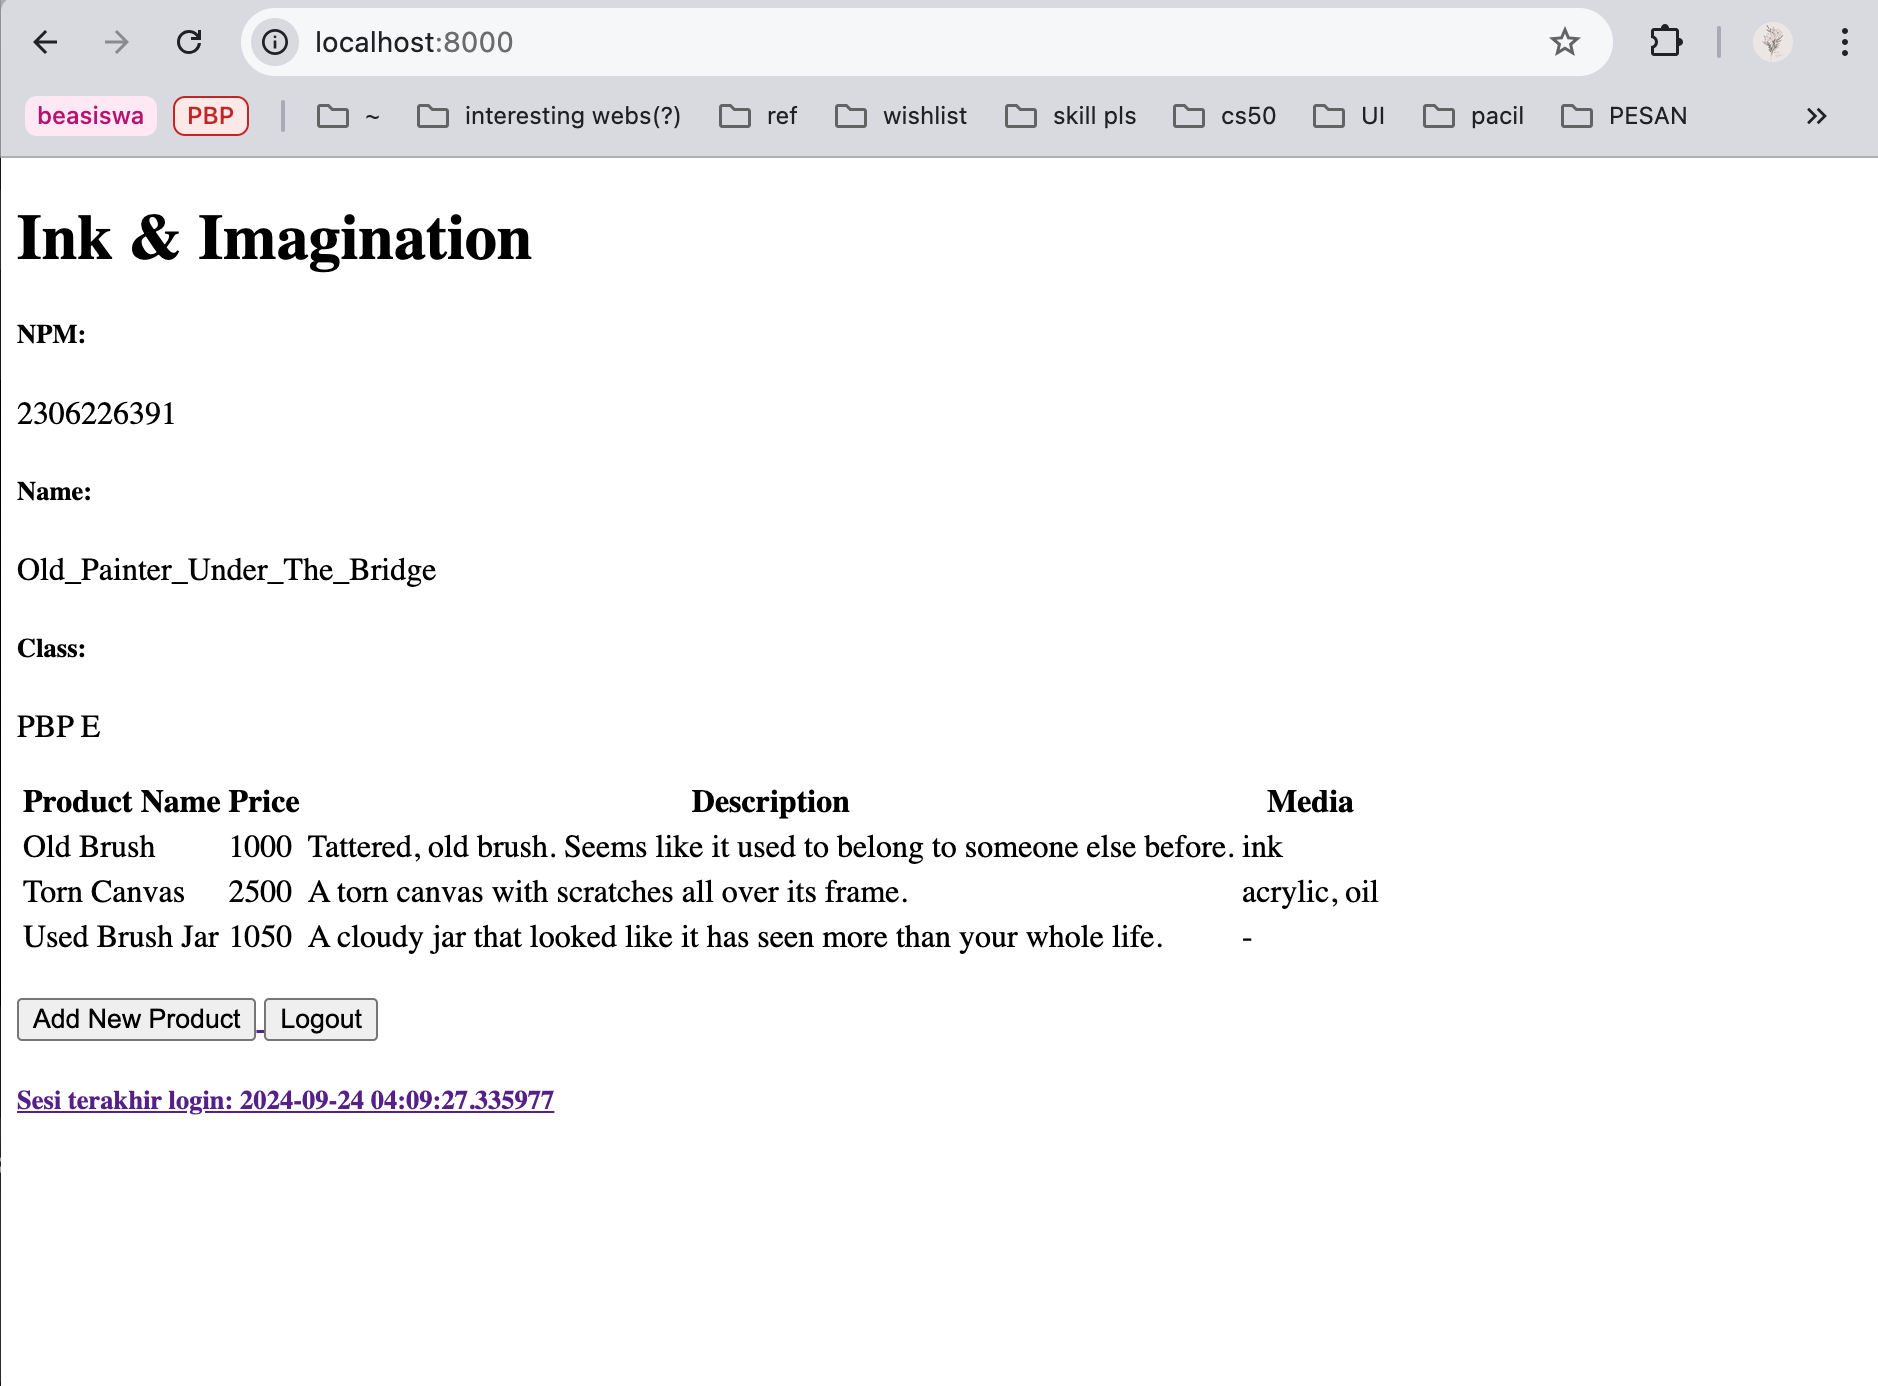 localhost:8000
beasiswa PBP ~ interesting webs(?) ref wishlist skill pls cs50 UI pacil PESAN
Ink & Imagination
NPM:
2306226391
Name:
Old_Painter_Under_The_Bridge
Class:
PBP E
Product Name Price Description Media
Old Brush 1000 Tattered, old brush. Seems like it used to belong to someone else before. ink
Torn Canvas 2500 A torn canvas with scratches all over its frame. acrylic, oil
Used Brush Jar 1050 A cloudy jar that looked like it has seen more than your whole life. -
Add New Product Logout
Sesi terakhir login: 2024-09-24 04:09:27.335977